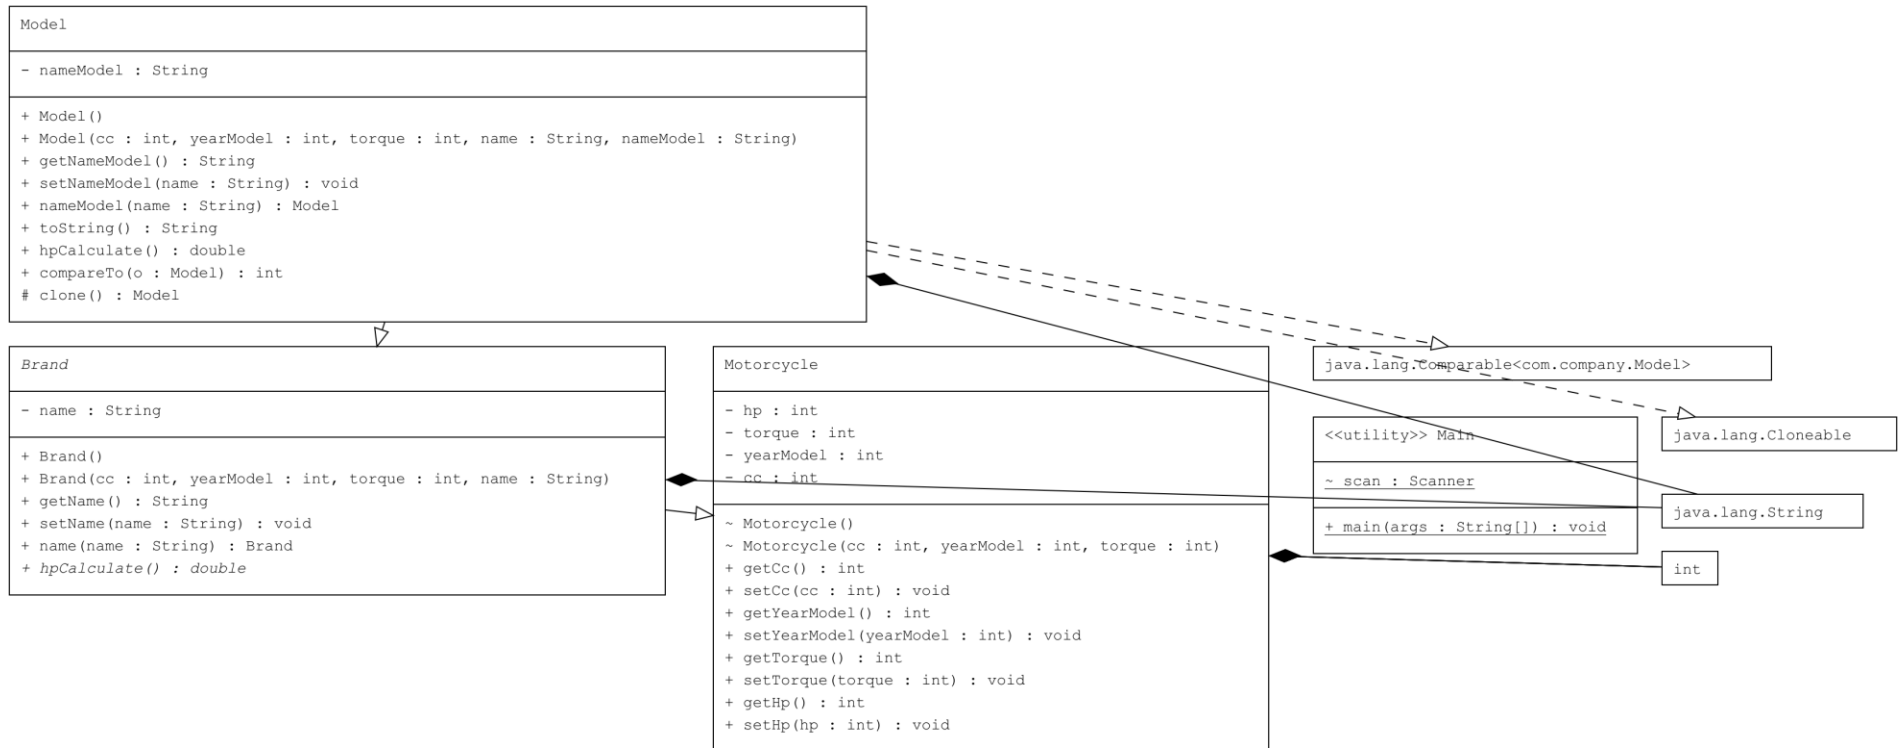 Model
- nameModel : String
+ Model()
+ Model(cc : int, yearModel : int, torque : int, name : String, nameModel : String)
+ getNameModel() : String
+ setNameModel(name : String) : void
+ nameModel(name : String) : Model
+ toString() : String
+ hpCalculate() : double
+ compareTo(o : Model) : int
# clone() : Model
Brand
- name : String
+ Brand()
+ Brand(cc : int, yearModel : int, torque : int, name : String)
+ getName() : String
+ setName(name : String) : void
+ name(name : String) : Brand
+ hpCalculate() : double
Motorcycle
- hp : int
- torque : int
- yearModel : int
- cc : int
~ Motorcycle()
~ Motorcycle(cc : int, yearModel : int, torque : int)
+ getCc() : int
+ setCc(cc : int) : void
+ getYearModel() : int
+ setYearModel(yearModel : int) : void
+ getTorque() : int
+ setTorque(torque : int) : void
+ getHp() : int
+ setHp(hp : int) : void
java.lang.Comparable<com.company.Model>
<<utility>> Main
~ scan : Scanner
+ main(args : String[]) : void
java.lang.Cloneable
java.lang.String
int